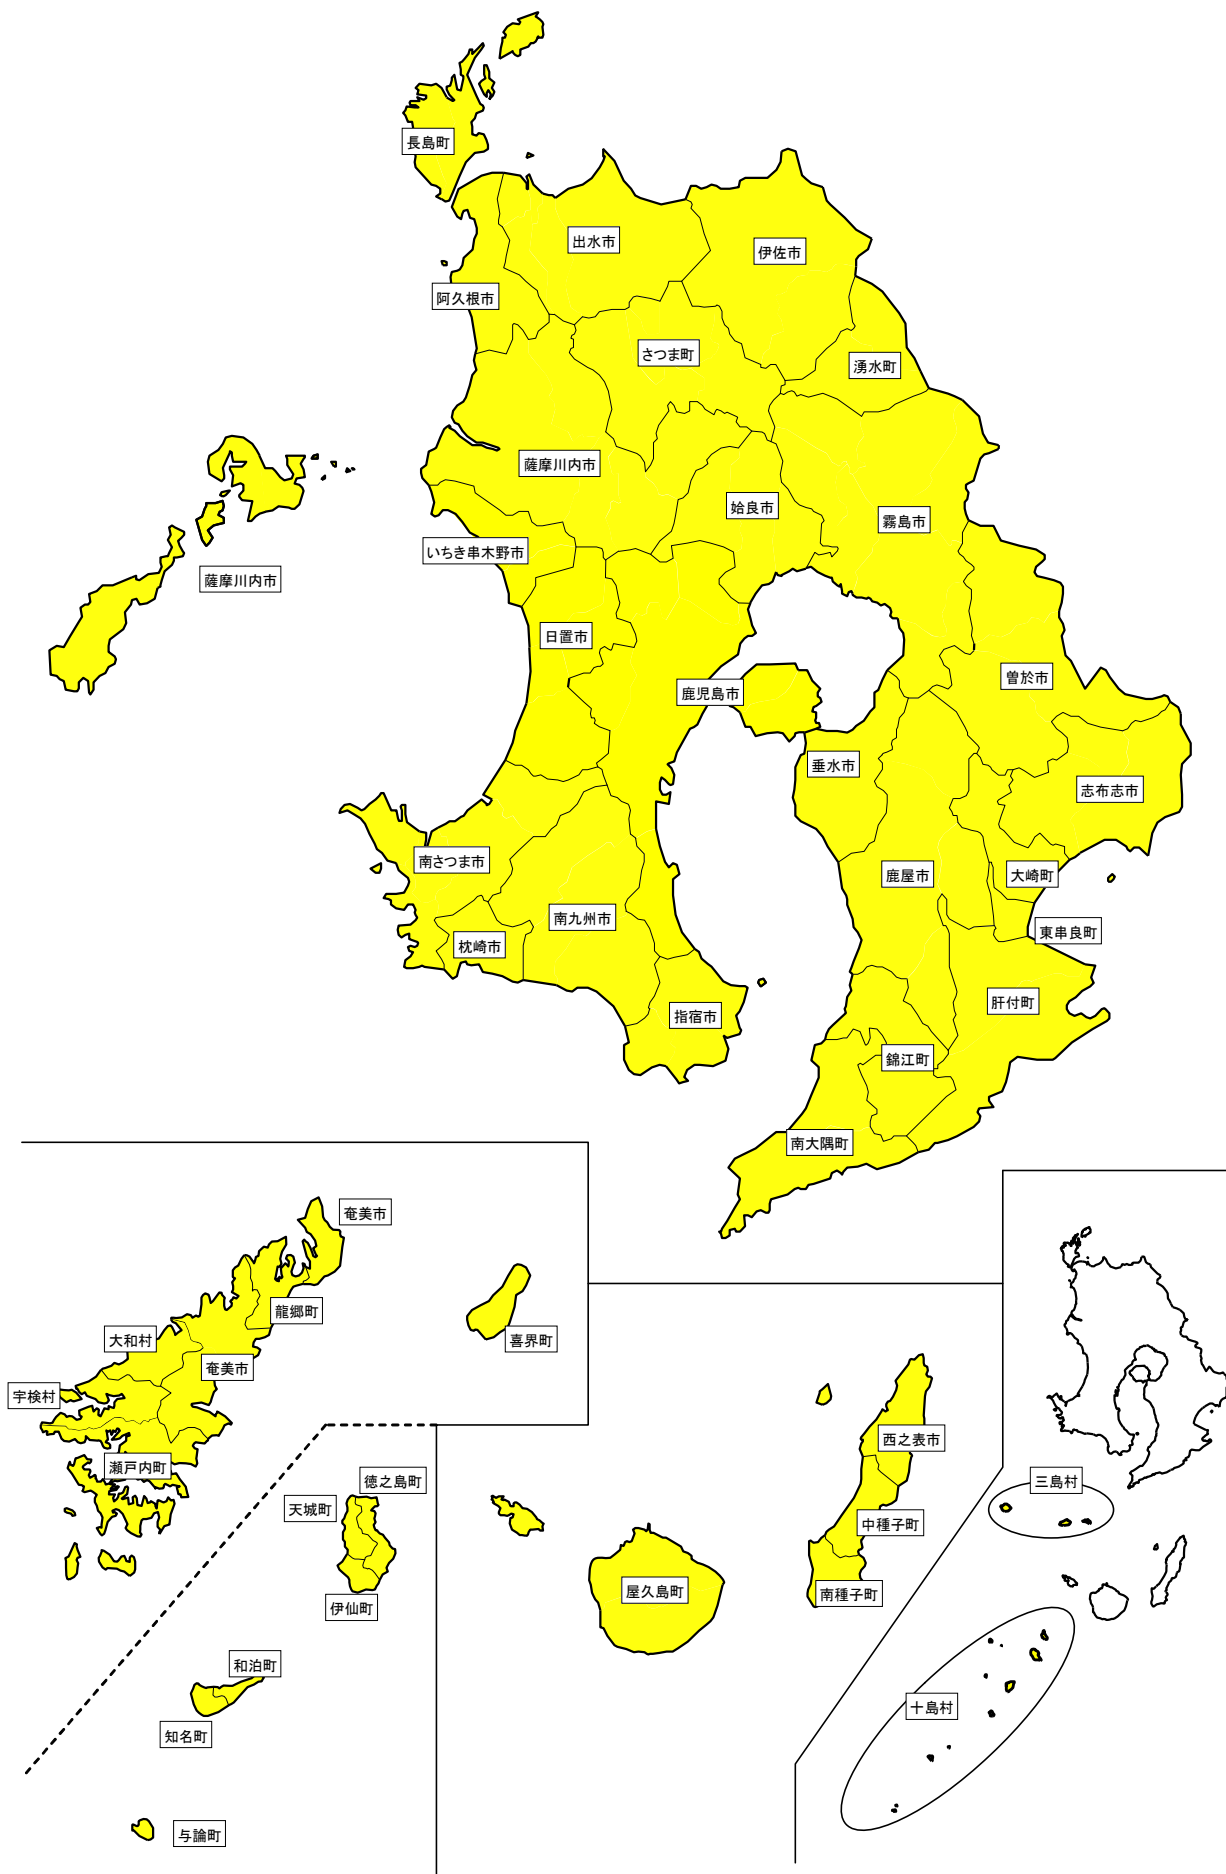 長島町
出水市
伊佐市
阿久根市
さつま町
湧水町
薩摩川内市
姶良市
霧島市
いちき串木野市
薩摩川内市
日置市
曽於市
鹿児島市
垂水市
志布志市
南さつま市
鹿屋市
大崎町
南九州市
東串良町
枕崎市
肝付町
指宿市
錦江町
南大隅町
奄美市
龍郷町
大和村
喜界町
奄美市
宇検村
西之表市
瀬戸内町
徳之島町
三島村
天城町
中種子町
屋久島町
南種子町
伊仙町
和泊町
十島村
知名町
与論町